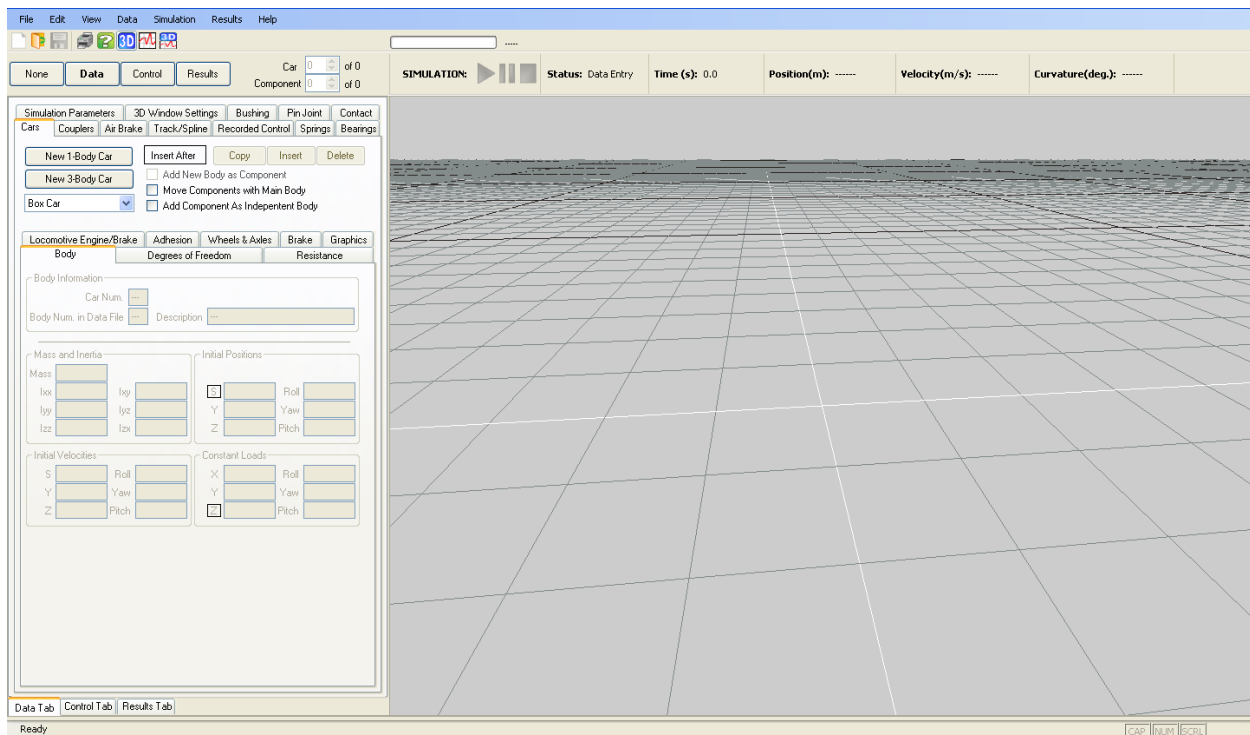 File Edit View Data Simulation Results Help
3D 3D
.....
None Data Control Results Car 0 of 0
Component 0 of 0
SIMULATION: Status: Data Entry Time (s): 0.0 Position(m): ------ Velocity(m/s): ------ Curvature(deg.): ------
Simulation Parameters 3D Window Settings Bushing Pin Joint Contact
Cars Couplers Air Brake Track/Spline Recorded Control Springs Bearings
New 1-Body Car Insert After Copy Insert Delete
Add New Body as Component
New 3-Body Car
Move Components with Main Body
Box Car
Add Component As Indepentent Body
Locomotive Engine/Brake Adhesion Wheels & Axles Brake Graphics
Body Degrees of Freedom Resistance
Body Information
Car Num. ---
Body Num. in Data File --- Description ---
Mass and Inertia Initial Positions
Mass
Ixx Ixy S Roll
Iyy Iyz Y Yaw
Izz Izx Z Pitch
Initial Velocities Constant Loads
S Roll X Roll
Y Yaw Y Yaw
Z Pitch Z Pitch
Data Tab Control Tab Results Tab
Ready CAP NUM SCRL